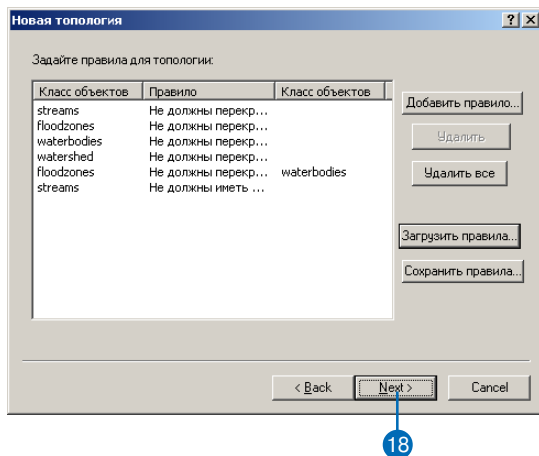 Новая топология
Задайте правила для топологии:
Класс объектов Правило Класс объектов
streams Не должны перекр...
floodzones Не должны перекр...
waterbodies Не должны перекр...
watershed Не должны перекр...
floodzones Не должны перекр... waterbodies
streams Не должны иметь ...
Добавить правило...
Удалить
Удалить все
Загрузить правила...
Сохранить правила...
< Back Next > Cancel
18